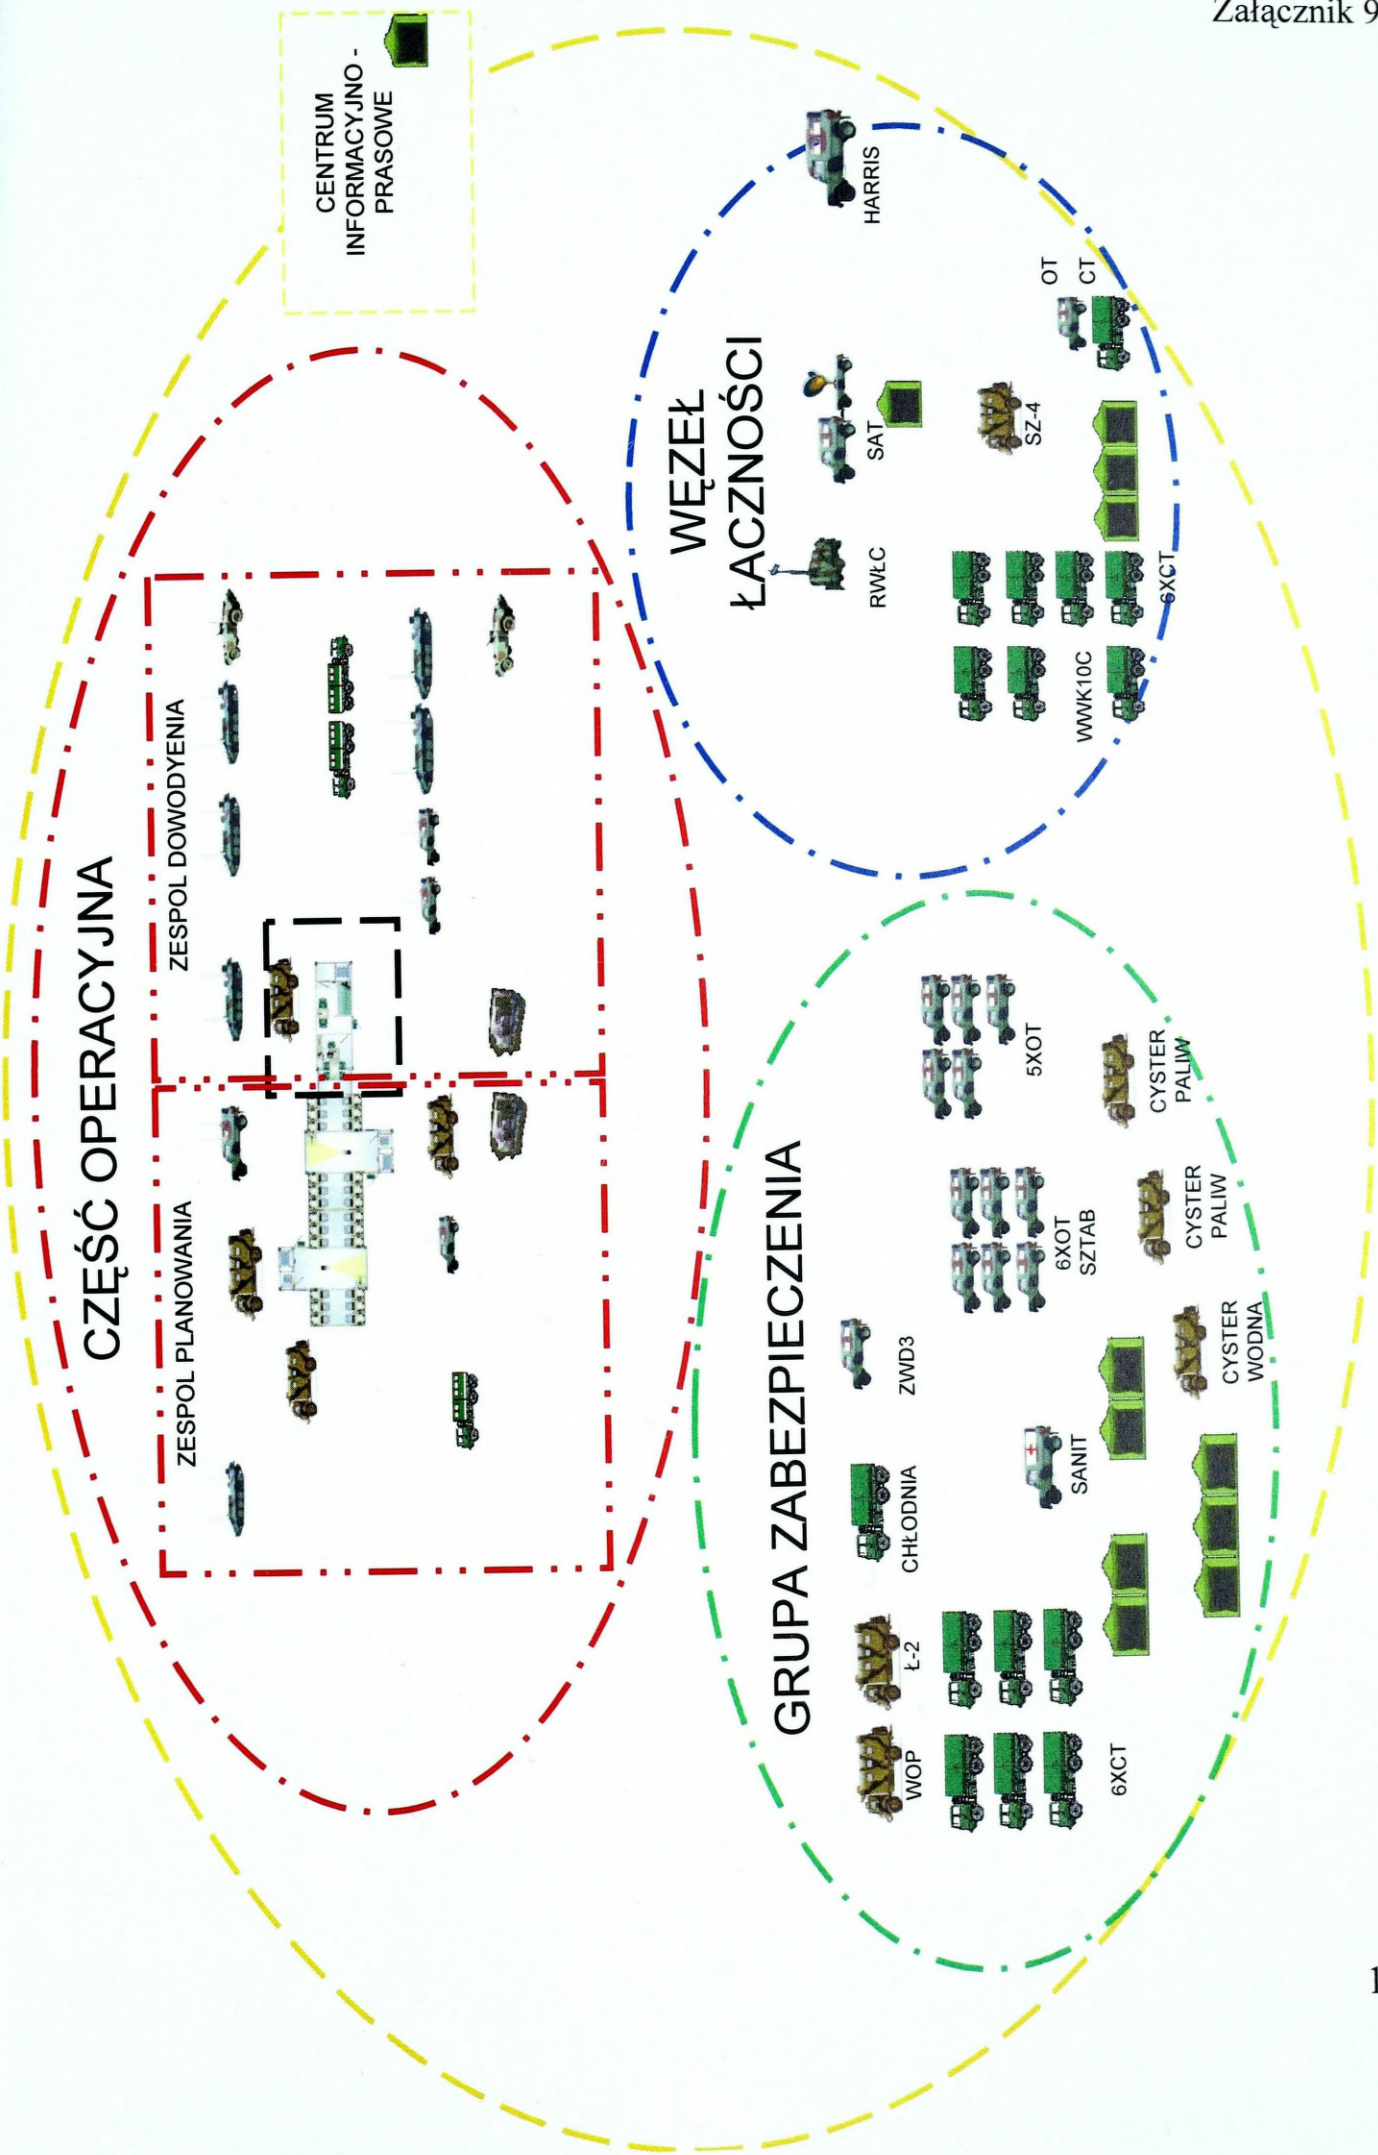 Załącznik 9
CZĘŚĆ OPERACYJNA
ZESPOL PLANOWANIA
ZESPOL DOWODYENIA
CENTRUM
INFORMACYJNO -
PRASOWE
WĘZEŁ
ŁACZNOŚCI
RWŁC
SAT
HARRIS
SZ-4
OT
CT
WWK10C
6XCT
GRUPA ZABEZPIECZENIA
WOP
Ł-2
CHŁODNIA
ZWD3
5XOT
6XOT
SZTAB
SANIT
6XCT
CYSTER
PALIW
CYSTER
PALIW
CYSTER
WODNA